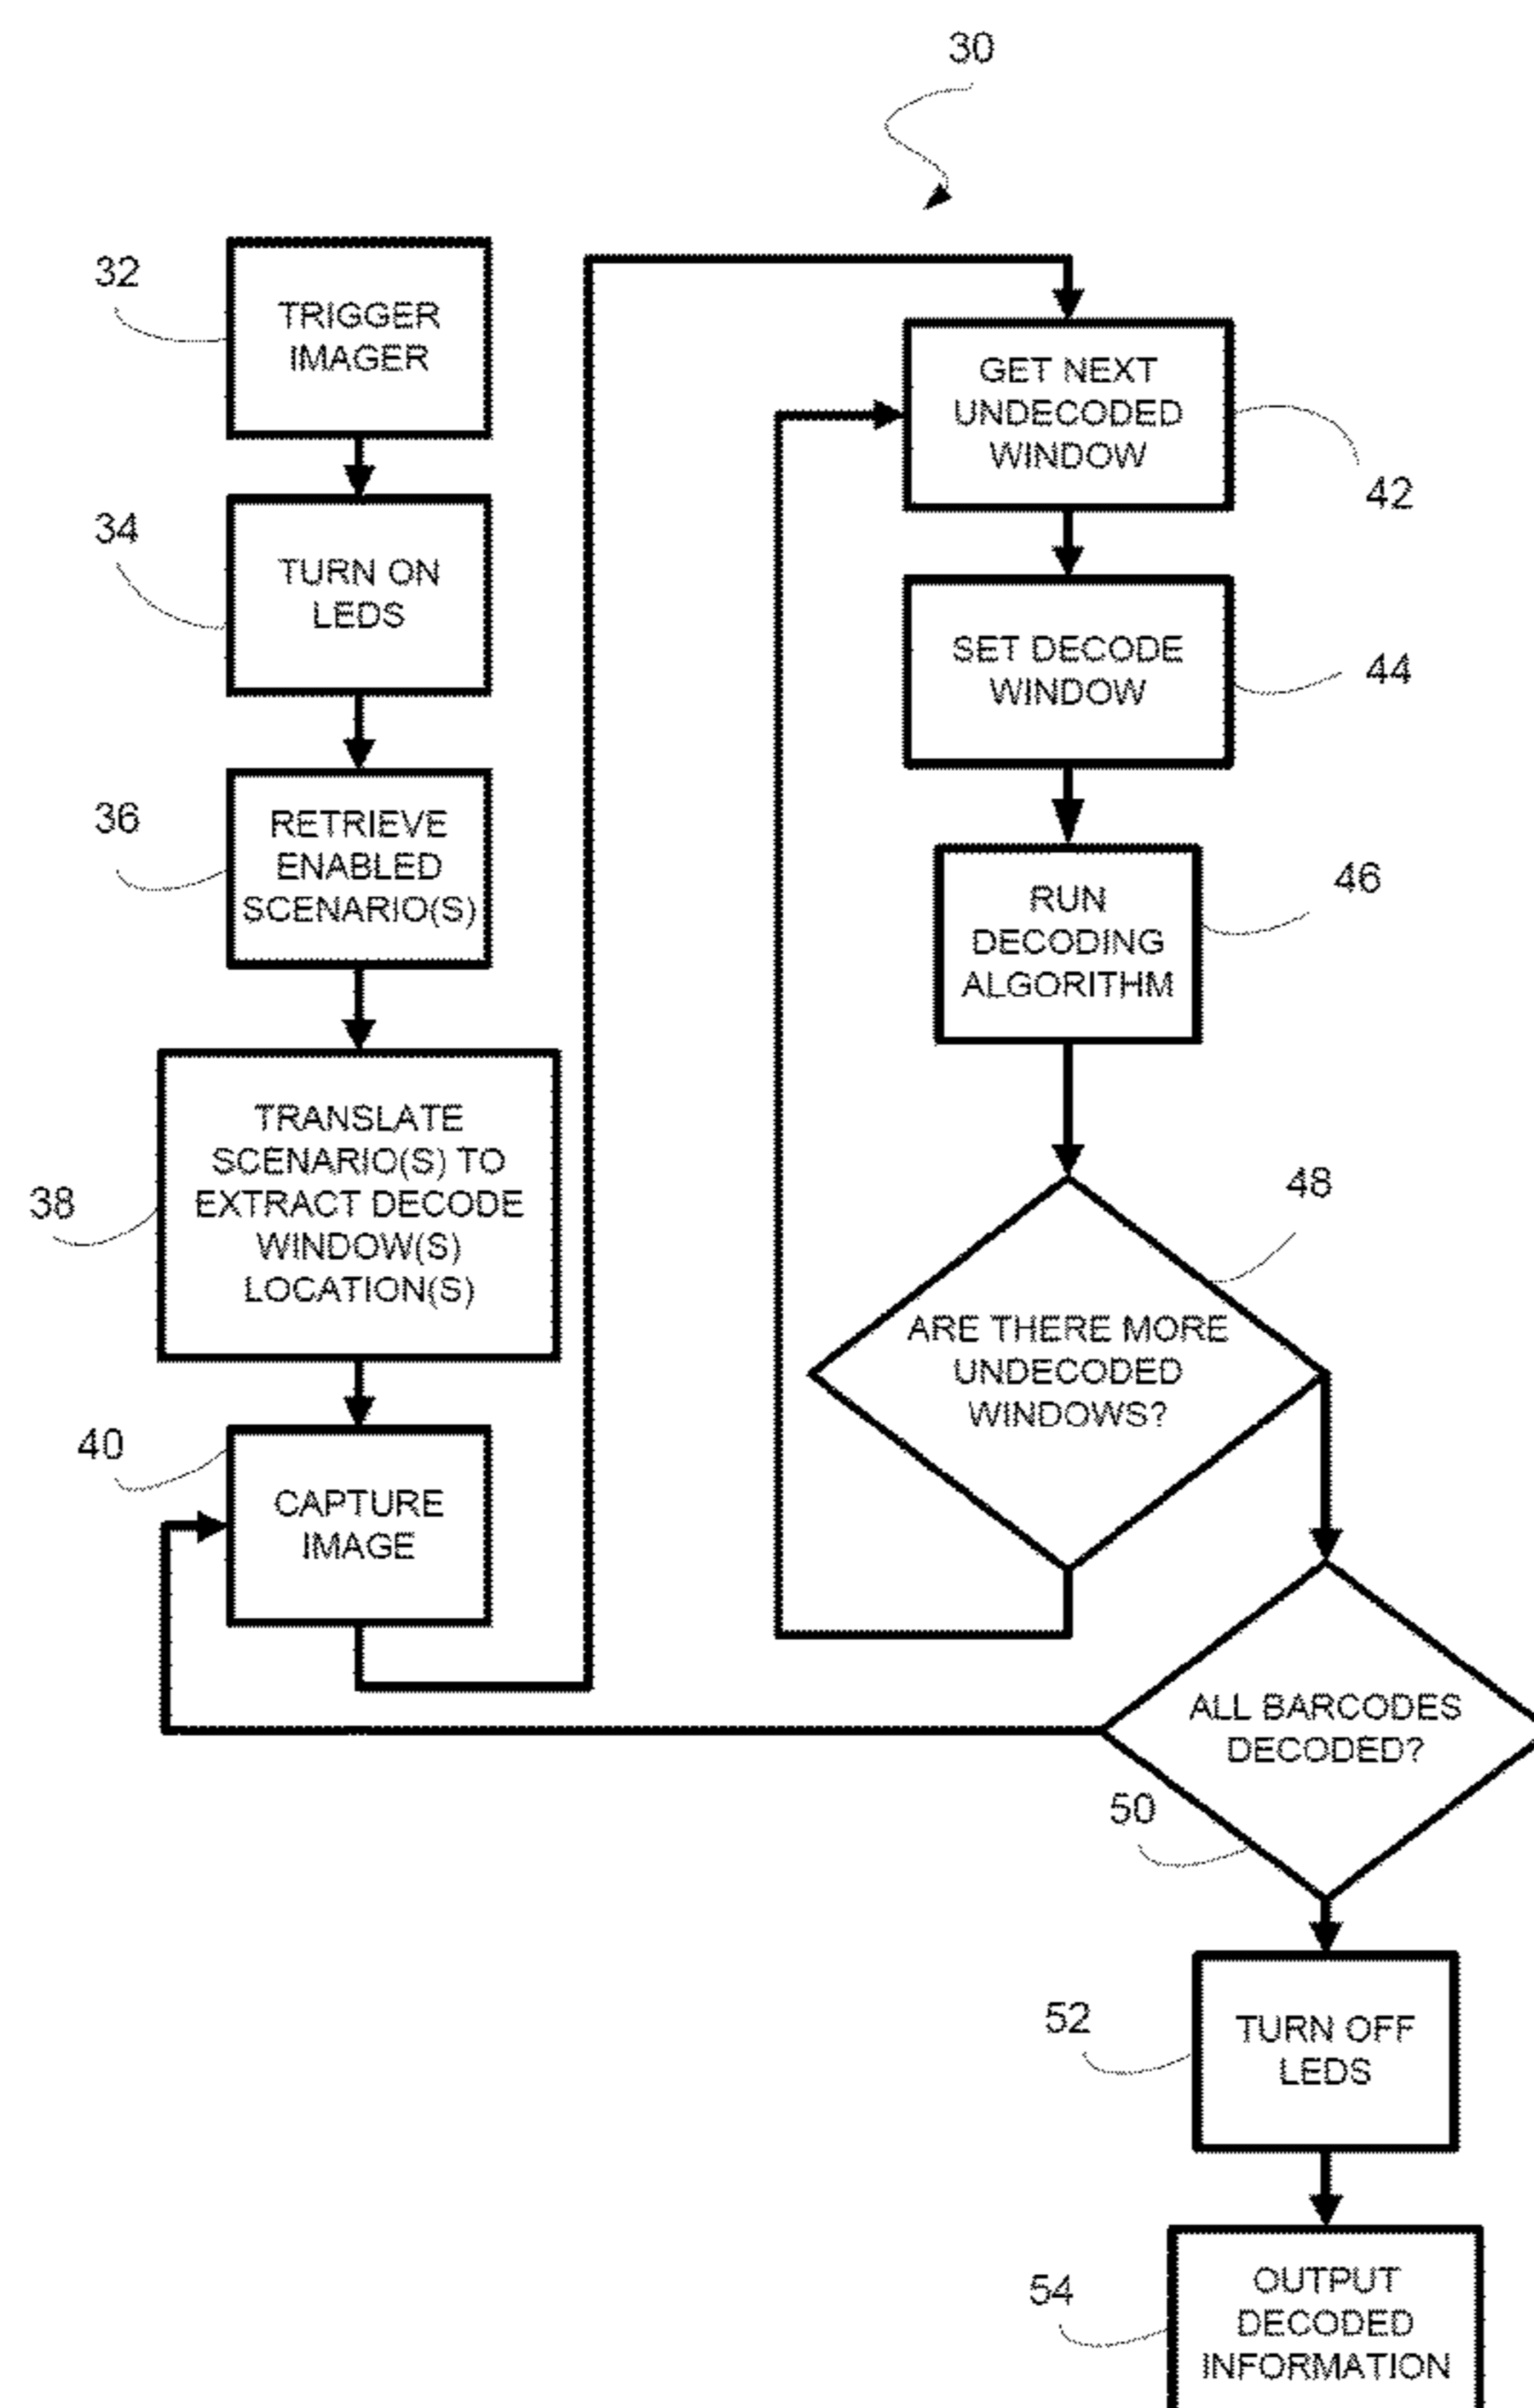 30
32
TRIGGER
IMAGER
34
TURN ON
LEDS
36
RETRIEVE
ENABLED
SCENARIO(S)
38
TRANSLATE
SCENARIO(S) TO
EXTRACT DECODE
WINDOW(S)
LOCATION(S)
40
CAPTURE
IMAGE
GET NEXT
UNDECODED
WINDOW
42
SET DECODE
WINDOW
44
RUN
DECODING
ALGORITHM
46
48
ARE THERE MORE
UNDECODED
WINDOWS?
ALL BARCODES
DECODED?
50
52
TURN OFF
LEDS
54
OUTPUT
DECODED
INFORMATION